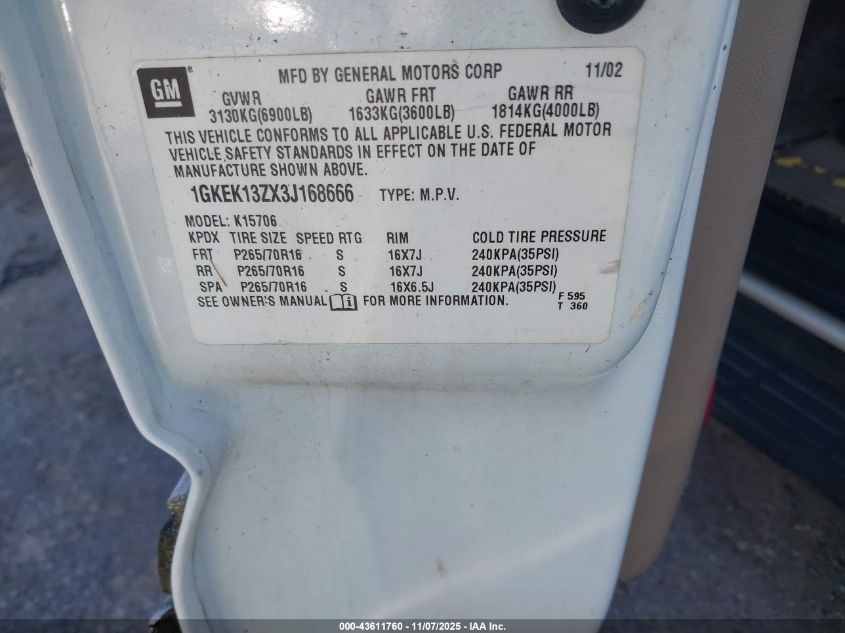 GM
MFD BY GENERAL MOTORS CORP 11/02
GVWR GAWR FRT GAWR RR
3130KG(6900LB) 1633KG(3600LB) 1814KG(4000LB)
THIS VEHICLE CONFORMS TO ALL APPLICABLE U.S. FEDERAL MOTOR
VEHICLE SAFETY STANDARDS IN EFFECT ON THE DATE OF
MANUFACTURE SHOWN ABOVE.
1GKEK13ZX3J168666 TYPE: M.P.V.
MODEL: K15706
KPDX TIRE SIZE SPEED RTG RIM COLD TIRE PRESSURE
FRT P265/70R16 S 16X7J 240KPA(35PSI)
RR P265/70R16 S 16X7J 240KPA(35PSI)
SPA P265/70R16 S 16X6.5J 240KPA(35PSI)
SEE OWNER'S MANUAL FOR MORE INFORMATION. F 595
T 360
000-43611760 - 11/07/2025 - IAA Inc.